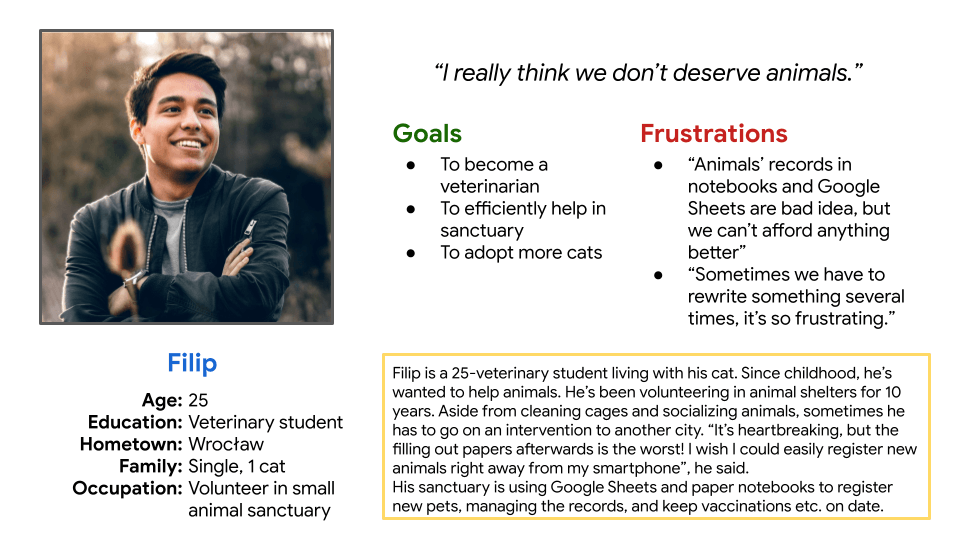 “I really think we don’t deserve animals.”
Goals
● To become a
veterinarian
● To efficiently help in
sanctuary
● To adopt more cats
Frustrations
● “Animals’ records in
notebooks and Google
Sheets are bad idea, but
we can’t afford anything
better”
● “Sometimes we have to
rewrite something several
times, it’s so frustrating.”
Filip
Age: 25
Education: Veterinary student
Hometown: Wrocław
Family: Single, 1 cat
Occupation: Volunteer in small
animal sanctuary
Filip is a 25-veterinary student living with his cat. Since childhood, he’s
wanted to help animals. He’s been volunteering in animal shelters for 10
years. Aside from cleaning cages and socializing animals, sometimes he
has to go on an intervention to another city. “It’s heartbreaking, but the
filling out papers afterwards is the worst! I wish I could easily register new
animals right away from my smartphone”, he said.
His sanctuary is using Google Sheets and paper notebooks to register
new pets, managing the records, and keep vaccinations etc. on date.